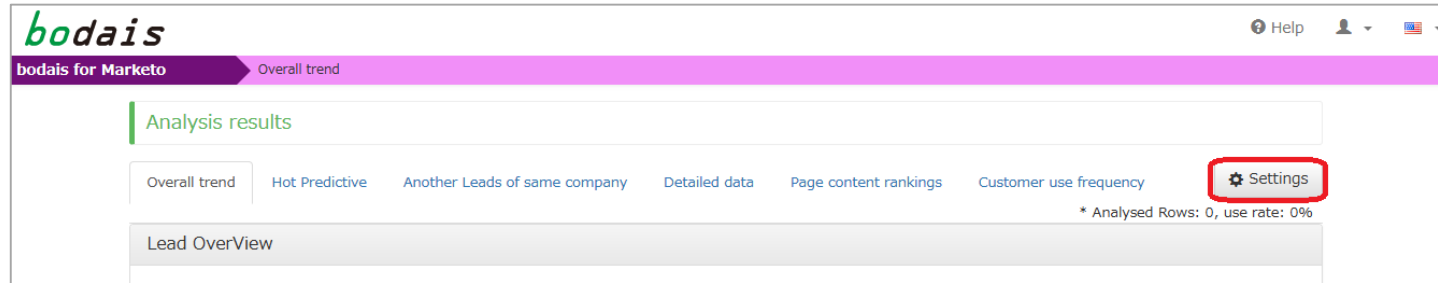 bodais
Help
bodais for Marketo Overall trend
Analysis results
Overall trend Hot Predictive Another Leads of same company Detailed data Page content rankings Customer use frequency Settings
* Analysed Rows: 0, use rate: 0%
Lead OverView